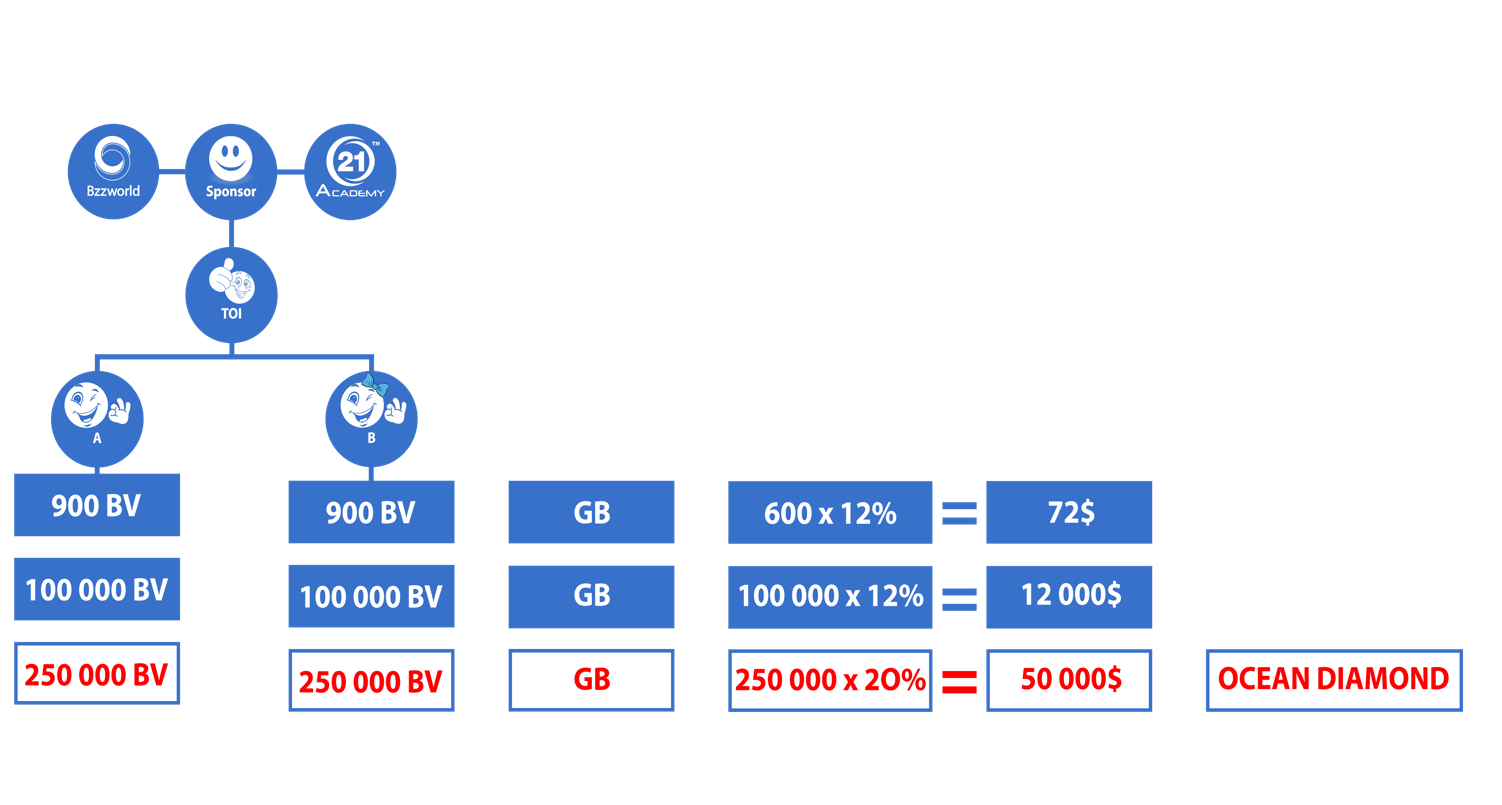 Bzzworld
Sponsor
21
TM
ACADEMY
TOI
A
B
900 BV
900 BV
GB
600 x 12%
=
72$
100 000 BV
100 000 BV
GB
100 000 x 12%
=
12 000$
250 000 BV
250 000 BV
GB
250 000 x 2O%
=
50 000$
OCEAN DIAMOND